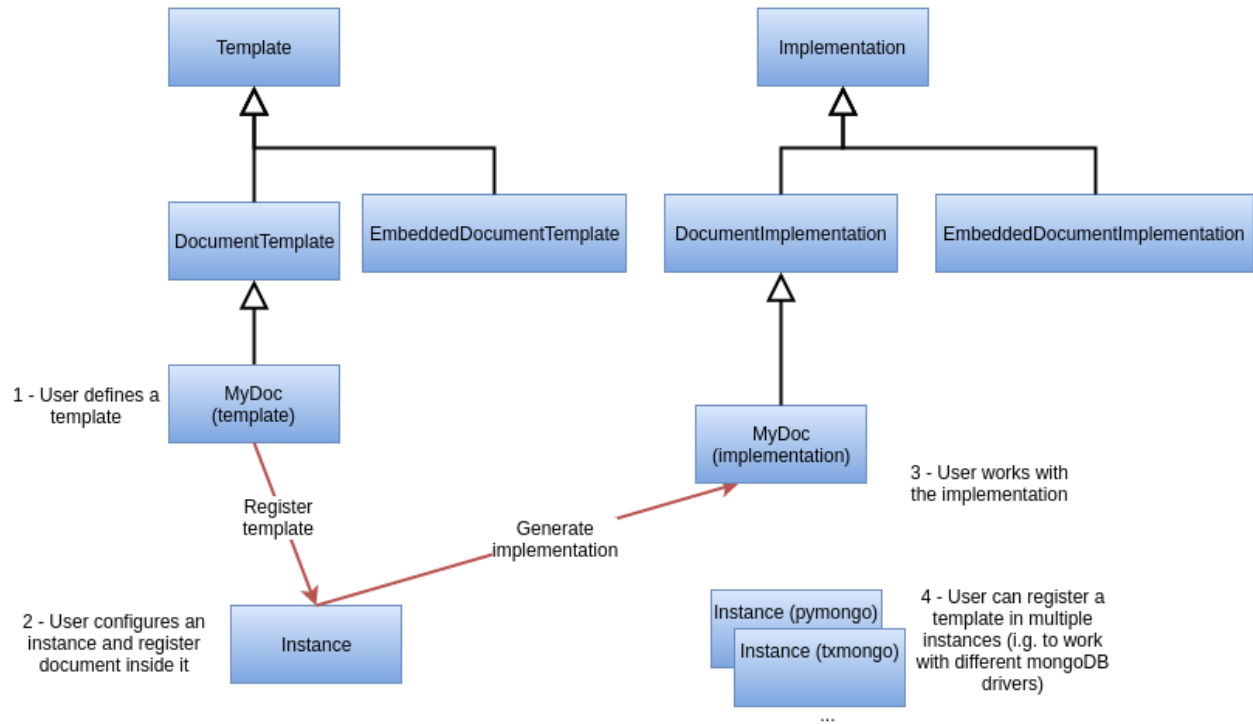 Template
Implementation
DocumentTemplate
EmbeddedDocumentTemplate
DocumentImplementation
EmbeddedDocumentImplementation
1 - User defines a
template
MyDoc
(template)
MyDoc
(implementation)
3 - User works with
the implementation
Register
template
Generate
implementation
2 - User configures an
instance and register
document inside it
Instance
Instance (pymongo)
Instance (txmongo)
...
4 - User can register a
template in multiple
instances (i.g. to work
with different mongoDB
drivers)